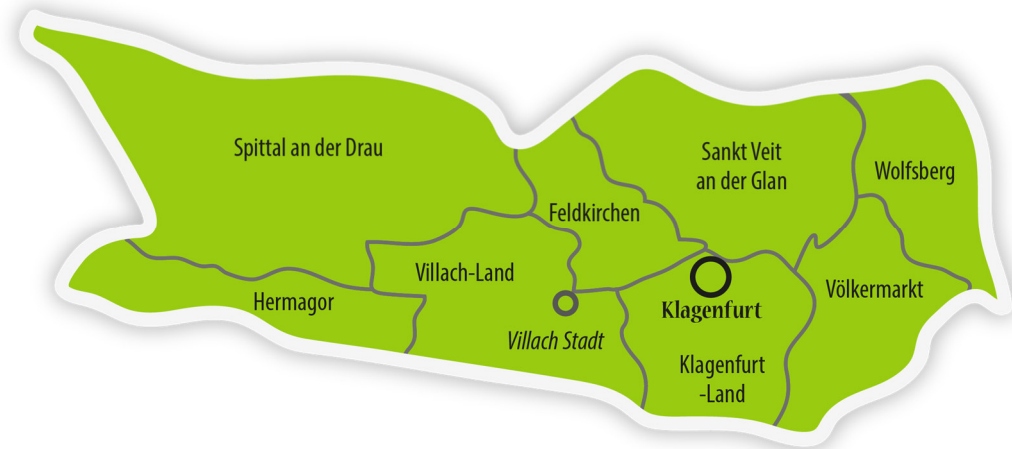 Spittal an der Drau
Sankt Veit
an der Glan
Wolfsberg
Feldkirchen
Villach-Land
Hermagor
Völkermarkt
Klagenfurt
Villach Stadt
Klagenfurt
-Land